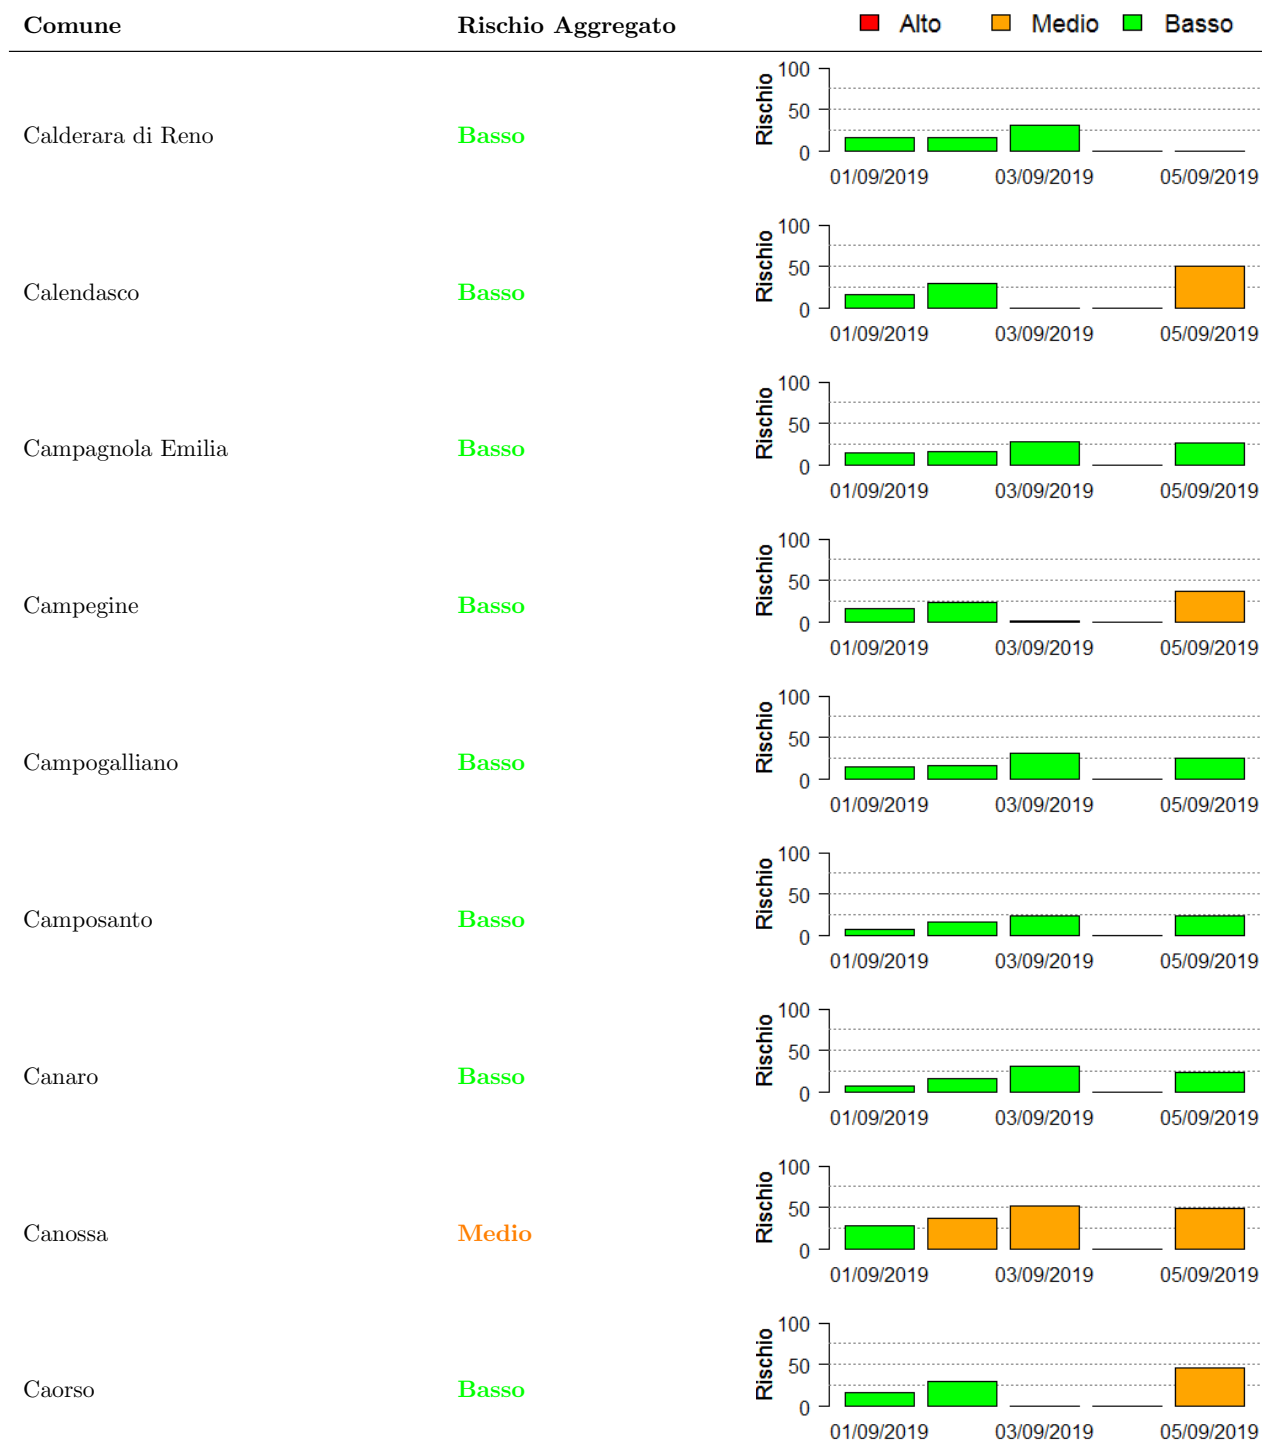 Comune Rischio Aggregato Alto Medio Basso
Calderara di Reno Basso Rischio 100 50 0
01/09/2019 03/09/2019 05/09/2019
Calendasco Basso Rischio 100 50 0
01/09/2019 03/09/2019 05/09/2019
Campagnola Emilia Basso Rischio 100 50 0
01/09/2019 03/09/2019 05/09/2019
Campegine Basso Rischio 100 50 0
01/09/2019 03/09/2019 05/09/2019
Campogalliano Basso Rischio 100 50 0
01/09/2019 03/09/2019 05/09/2019
Camposanto Basso Rischio 100 50 0
01/09/2019 03/09/2019 05/09/2019
Canaro Basso Rischio 100 50 0
01/09/2019 03/09/2019 05/09/2019
Canossa Medio Rischio 100 50 0
01/09/2019 03/09/2019 05/09/2019
Caorso Basso Rischio 100 50 0
01/09/2019 03/09/2019 05/09/2019